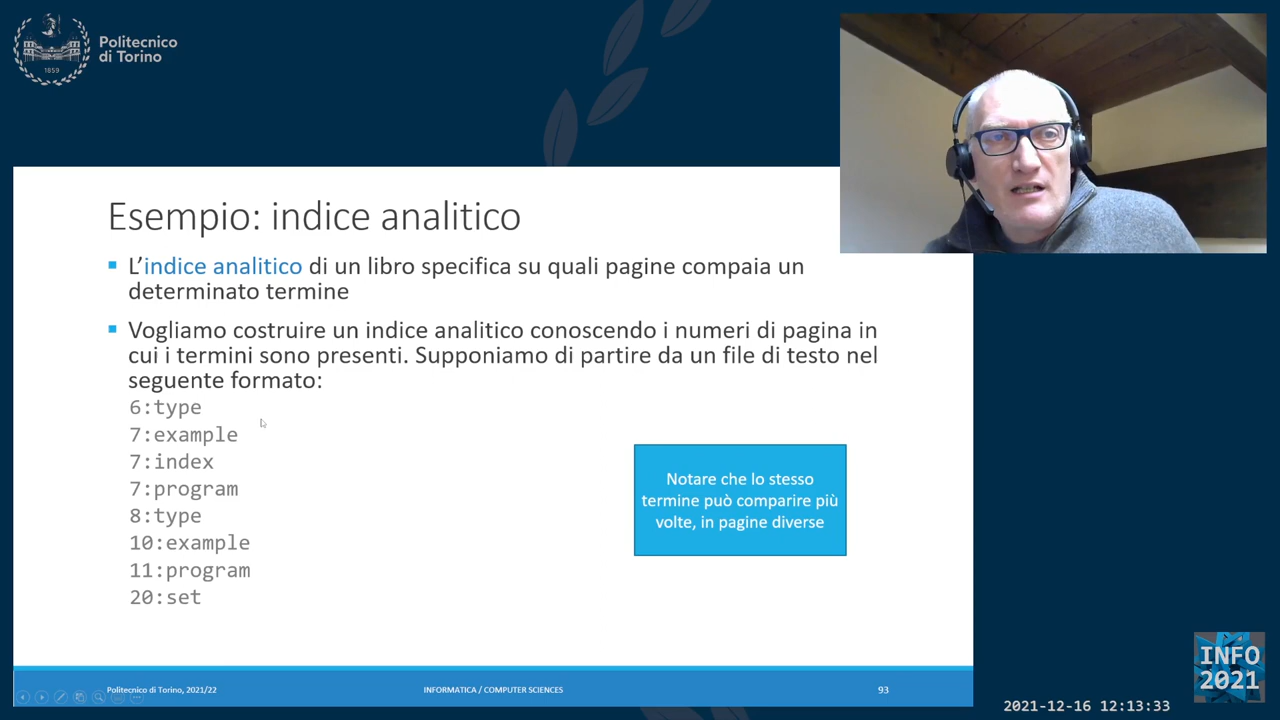 Politecnico
di Torino
1859
Esempio: indice analitico
L’indice analitico di un libro specifica su quali pagine compaia un
determinato termine
Vogliamo costruire un indice analitico conoscendo i numeri di pagina in
cui i termini sono presenti. Supponiamo di partire da un file di testo nel
seguente formato:
6:type
7:example
7:index
7:program
8:type
10:example
11:program
20:set
Notare che lo stesso
termine può comparire più
volte, in pagine diverse
Politecnico di Torino, 2021/22
INFORMATICA / COMPUTER SCIENCES
93
INFO
2021
2021-12-16 12:13:33